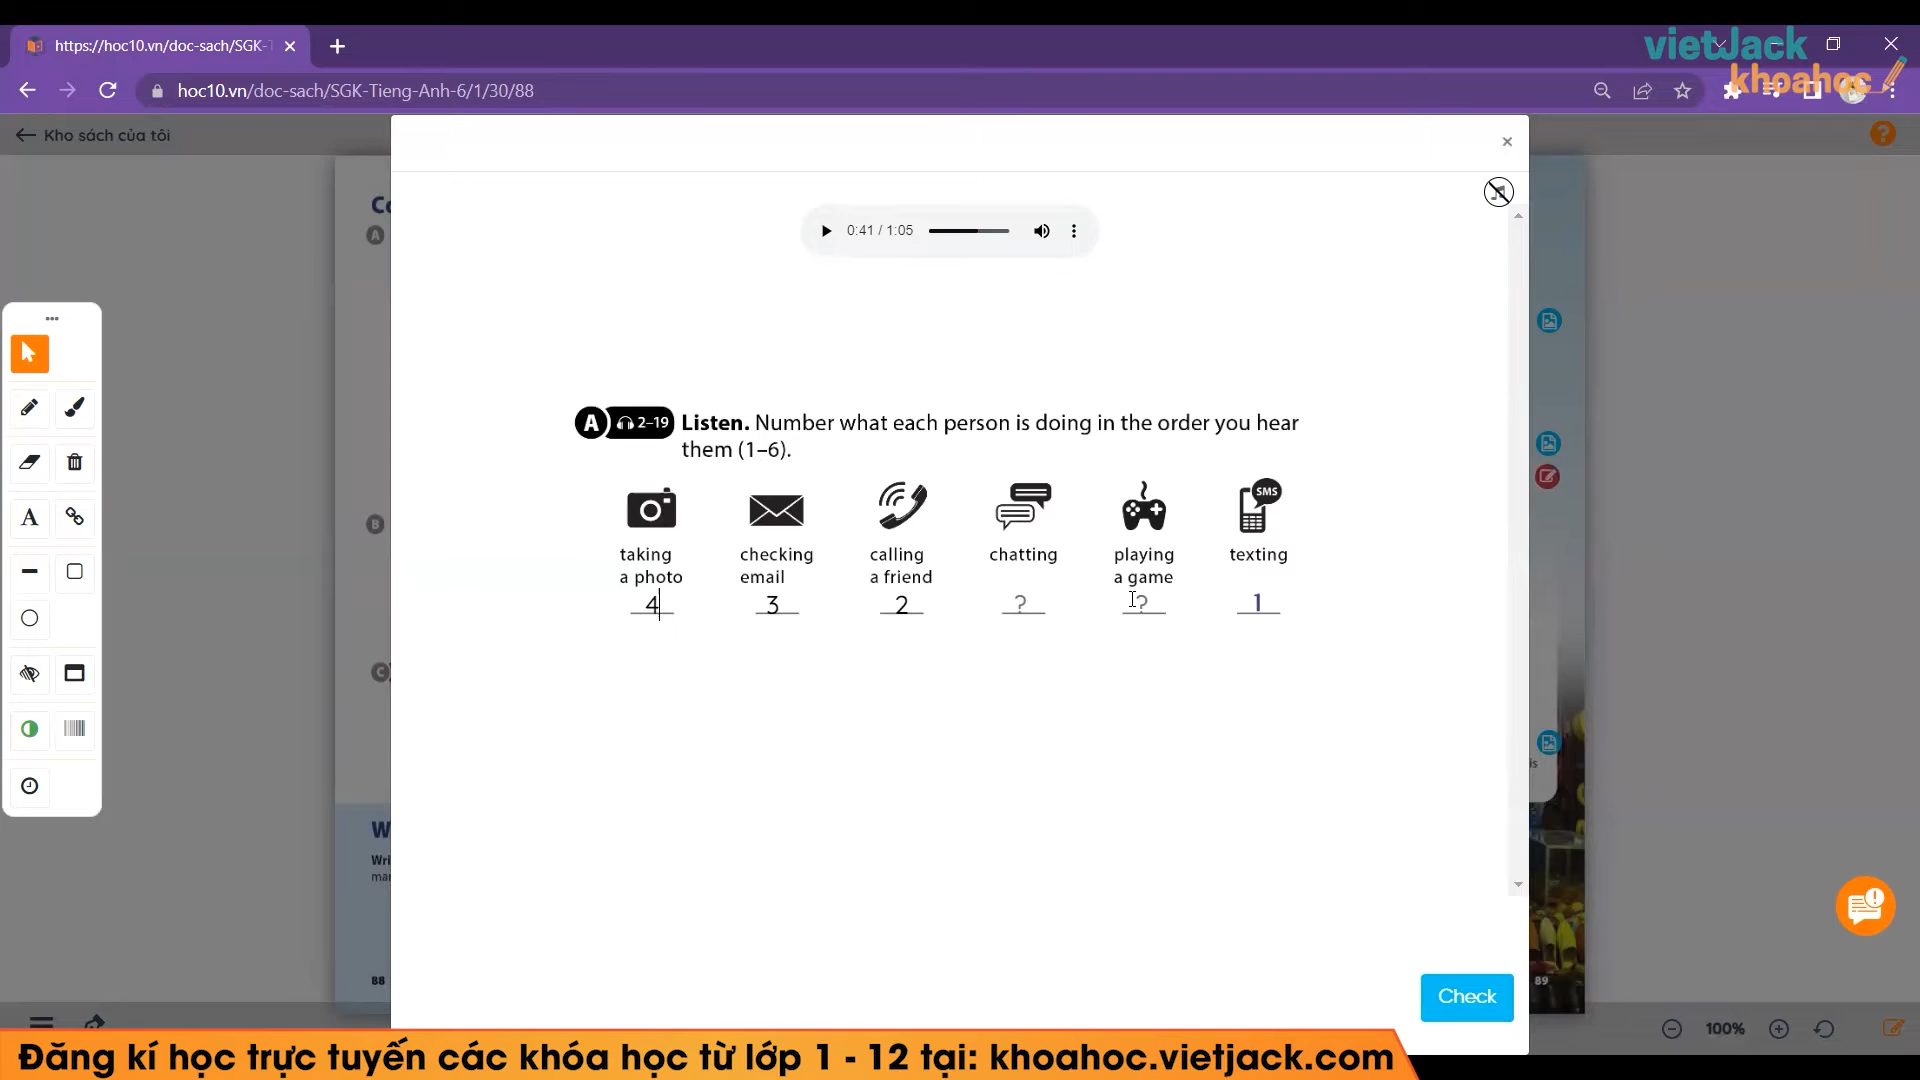 https://hoc10.vn/doc-sach/SGK-T
vietJack
khoahoc
hoc10.vn/doc-sach/SGK-Tieng-Anh-6/1/30/88
Kho sách của tôi
0:41 / 1:05
A 2–19 Listen. Number what each person is doing in the order you hear
them (1–6).
SMS
taking checking calling chatting playing texting
a photo email a friend a game
4 3 2 ? ? 1
A
B
C
Wri
mar
is
88
89
Check
100%
Đăng kí học trực tuyến các khóa học từ lớp 1 - 12 tại: khoahoc.vietjack.com